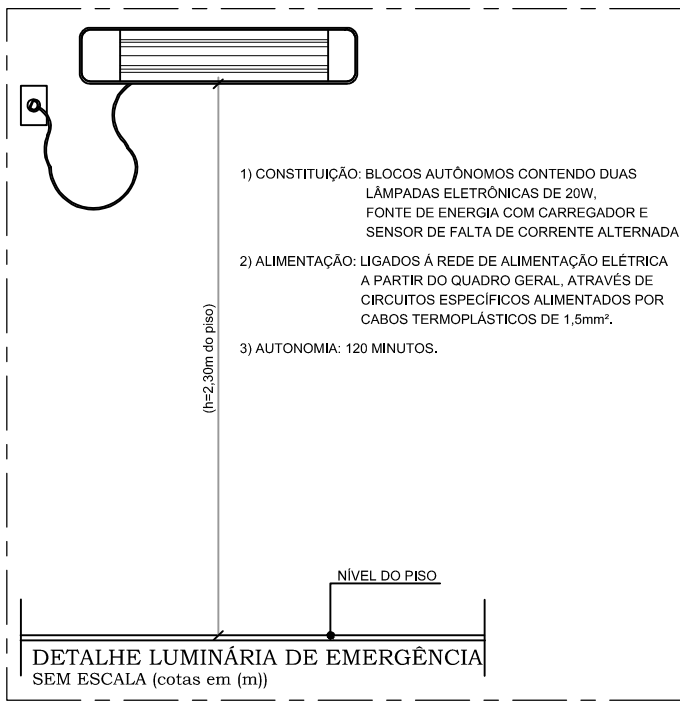 1) CONSTITUIÇÃO: BLOCOS AUTÔNOMOS CONTENDO DUAS
LÂMPADAS ELETRÔNICAS DE 20W,
FONTE DE ENERGIA COM CARREGADOR E
SENSOR DE FALTA DE CORRENTE ALTERNADA
2) ALIMENTAÇÃO: LIGADOS Á REDE DE ALIMENTAÇÃO ELÉTRICA
A PARTIR DO QUADRO GERAL, ATRAVÉS DE
CIRCUITOS ESPECÍFICOS ALIMENTADOS POR
CABOS TERMOPLÁSTICOS DE 1,5mm².
3) AUTONOMIA: 120 MINUTOS.
(h=2,30m do piso)
NÍVEL DO PISO
DETALHE LUMINÁRIA DE EMERGÊNCIA
SEM ESCALA (cotas em (m))